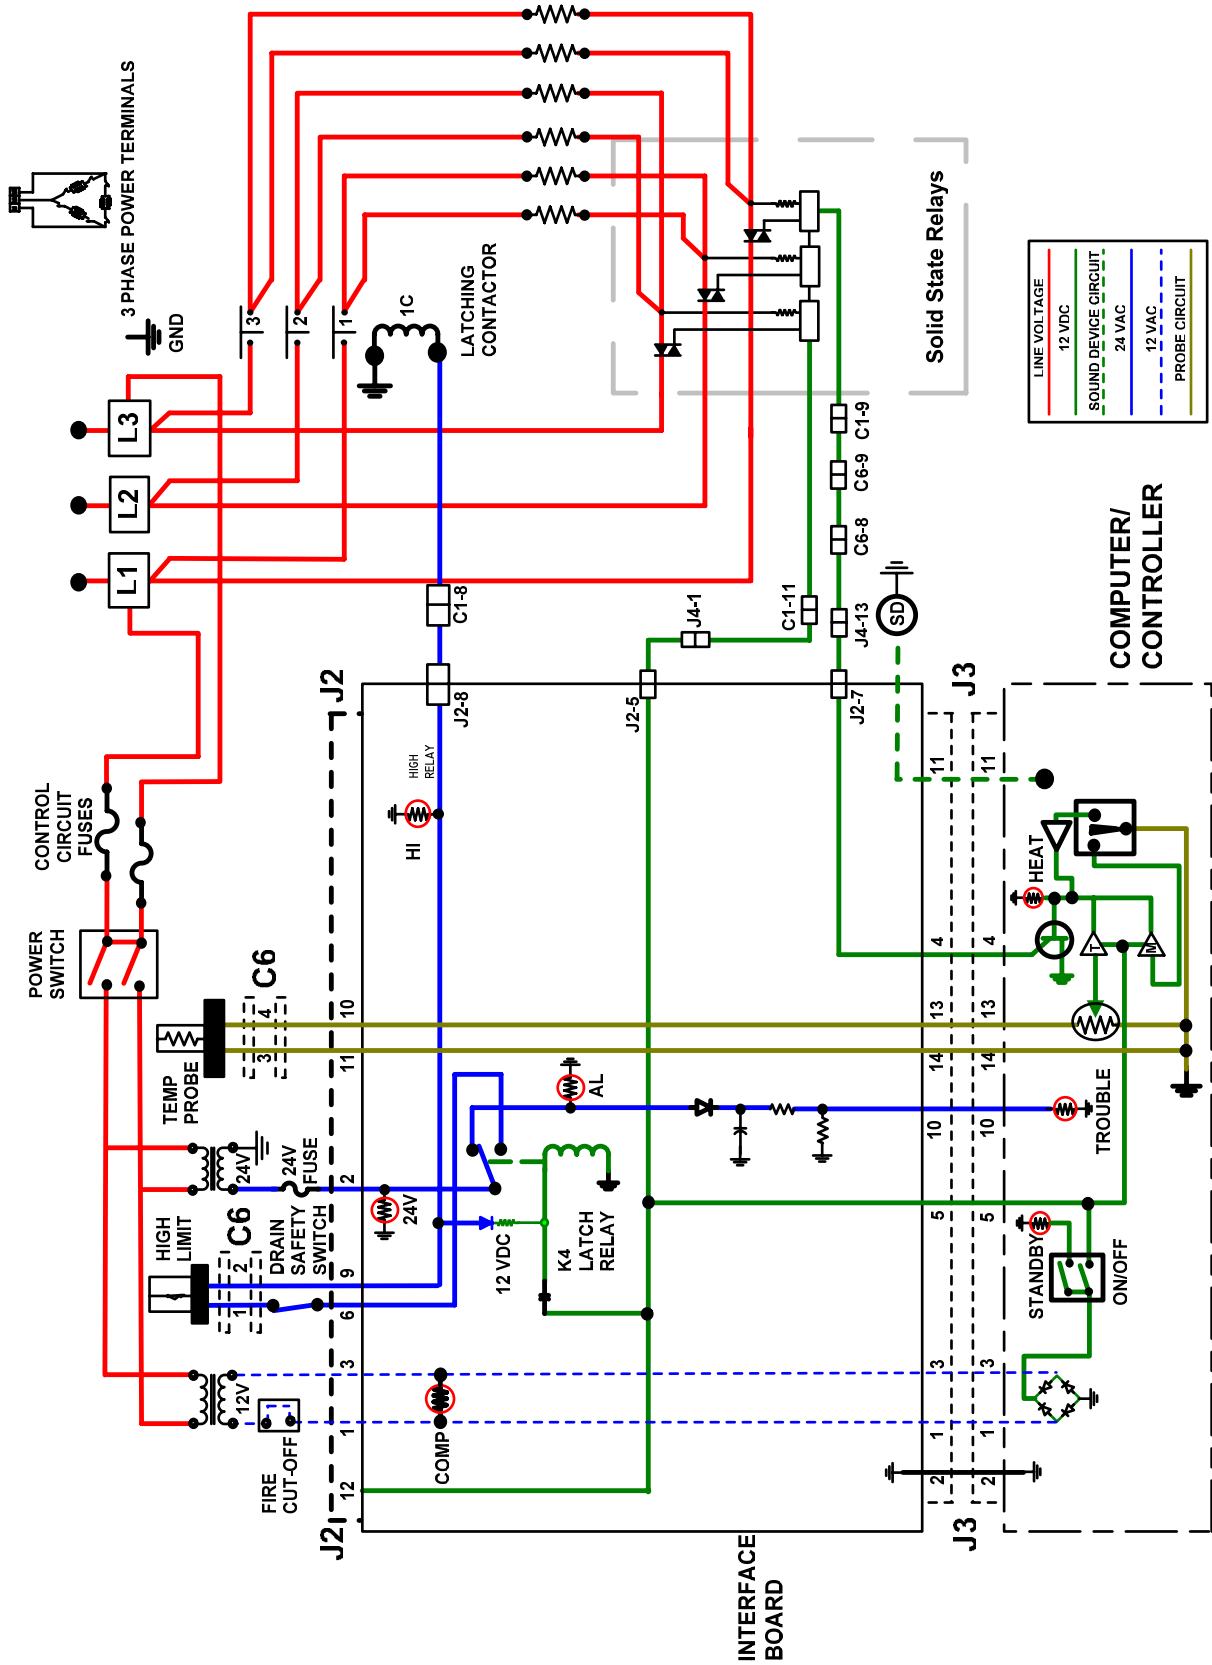 3 PHASE POWER TERMINALS
GND
L3
L2
L1
3
2
1
1C
LATCHING
CONTACTOR
Solid State Relays
LINE VOLTAGE
12 VDC
SOUND DEVICE CIRCUIT
24 VAC
12 VAC
PROBE CIRCUIT
CONTROL
CIRCUIT
FUSES
POWER
SWITCH
TEMP
PROBE
C6
4
3
10
11
24V
24V
FUSE
2
HIGH
LIMIT
C6
2
1
DRAIN
SAFETY
SWITCH
9
6
12V
FIRE
CUT-OFF
3
1
12
J2
J2
C1-8
J2-8
HIGH
RELAY
HI
J4-1
J2-5
C1-11
C1-9
C6-9
C6-8
J4-13
J2-7
SD
AL
24V
12 VDC
K4
LATCH
RELAY
COMP
INTERFACE
BOARD
J3
J3
11
4
13
14
10
5
3
1
2
11
4
13
14
10
5
3
1
2
COMPUTER/
CONTROLLER
HEAT
T
M
TROUBLE
STANDBY
ON/OFF